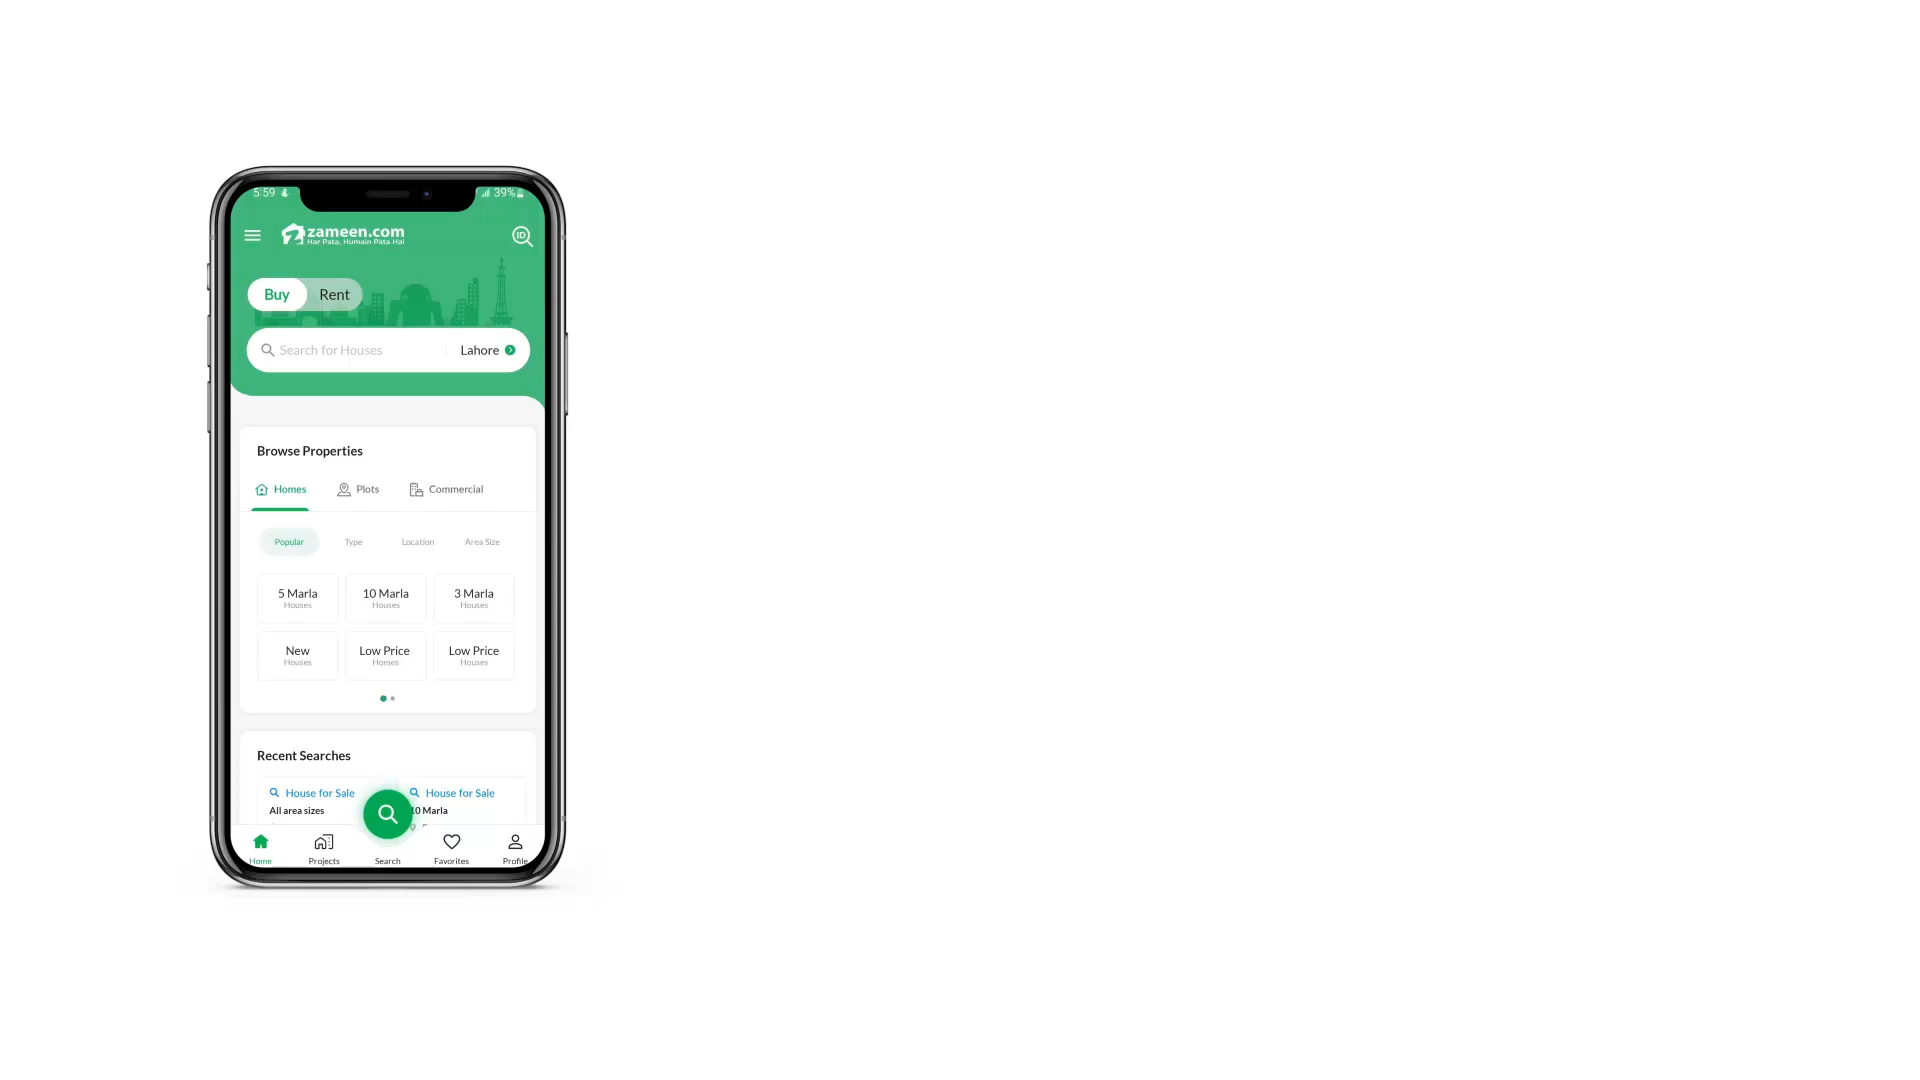 5:59
39%
zameen.com
Har Pata, Humain Pata Hai
ID
Buy Rent
Search for Houses Lahore
Browse Properties
Homes Plots Commercial
Popular Type Location Area Size
5 Marla 10 Marla 3 Marla
Houses Houses Houses
New Low Price Low Price
Houses Homes Houses
Recent Searches
House for Sale House for Sale
All area sizes 10 Marla
Home Projects Search Favorites Profile